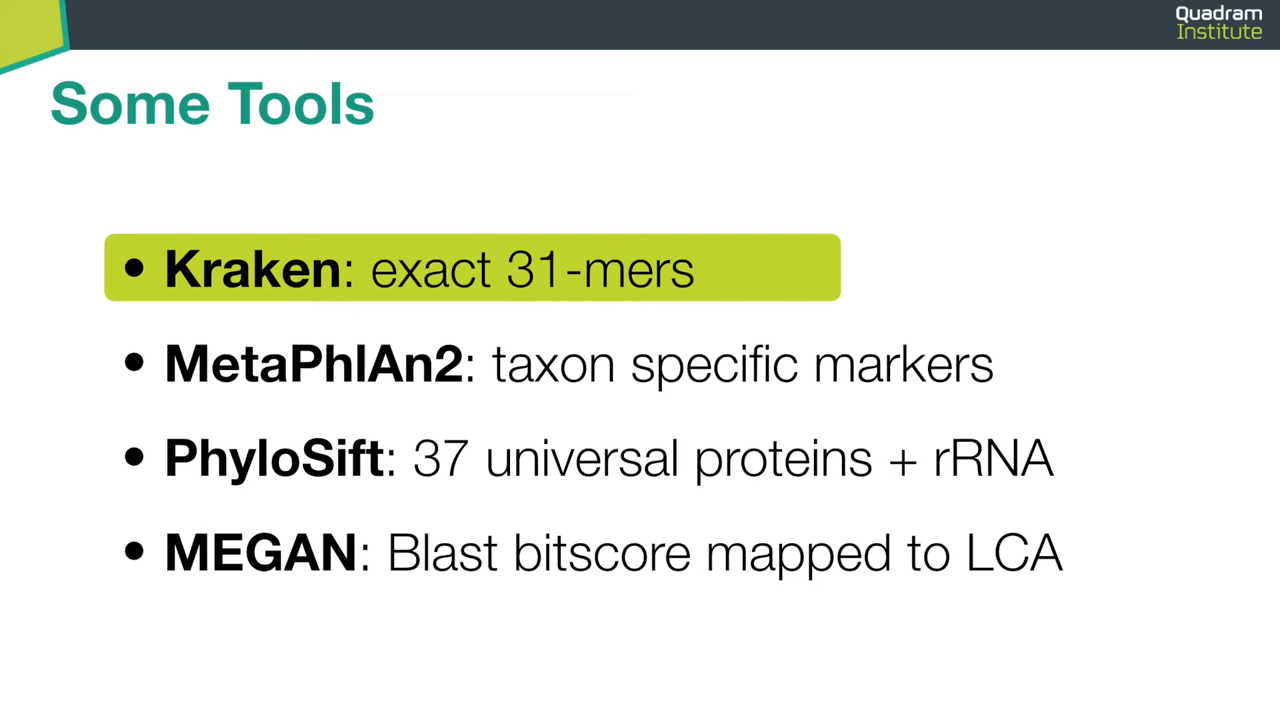 Quadram
Institute
Some Tools
• Kraken: exact 31-mers
• MetaPhlAn2: taxon specific markers
• PhyloSift: 37 universal proteins + rRNA
• MEGAN: Blast bitscore mapped to LCA